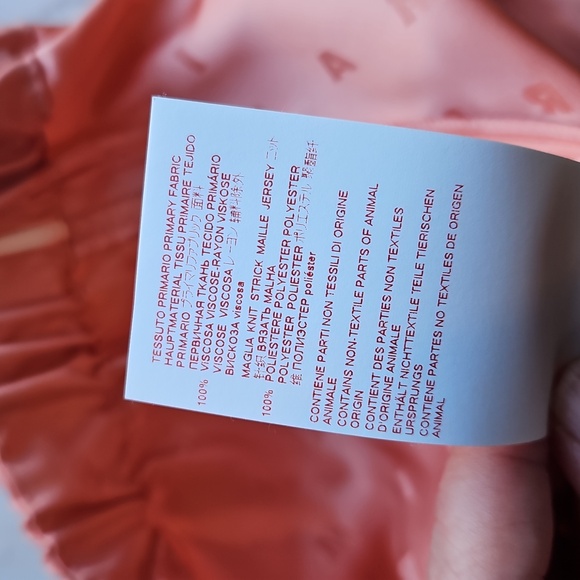 TESSUTO PRIMARIO PRIMARY FABRIC
HAUPTMATERIAL TISSU PRIMAIRE TEJIDO
PRIMARIO プライマリファブリック 面料
ПЕРВИЧНАЯ ТКАНЬ TECIDO PRIMÁRIO
100% VISCOSA VISCOSE-RAYON VISKOSE
VISCOSE VISCOSA レーヨン 辅料除外
ВИСКОЗА viscosa
MAGLIA KNIT STRICK MAILLE JERSEY ニット
针织 ВЯЗАТЬ MALHA
100% POLIESTERE POLYESTER POLYESTER
POLYESTER POLIESTER ポリエステル 聚酯纤
维 ПОЛИЭСТЕР poliéster
CONTIENE PARTI NON TESSILI DI ORIGINE
ANIMALE
CONTAINS NON-TEXTILE PARTS OF ANIMAL
ORIGIN
CONTIENT DES PARTIES NON TEXTILES
D'ORIGINE ANIMALE
ENTHÄLT NICHTTEXTILE TEILE TIERISCHEN
URSPRUNGS
CONTIENE PARTES NO TEXTILES DE ORIGEN
ANIMAL
A
R